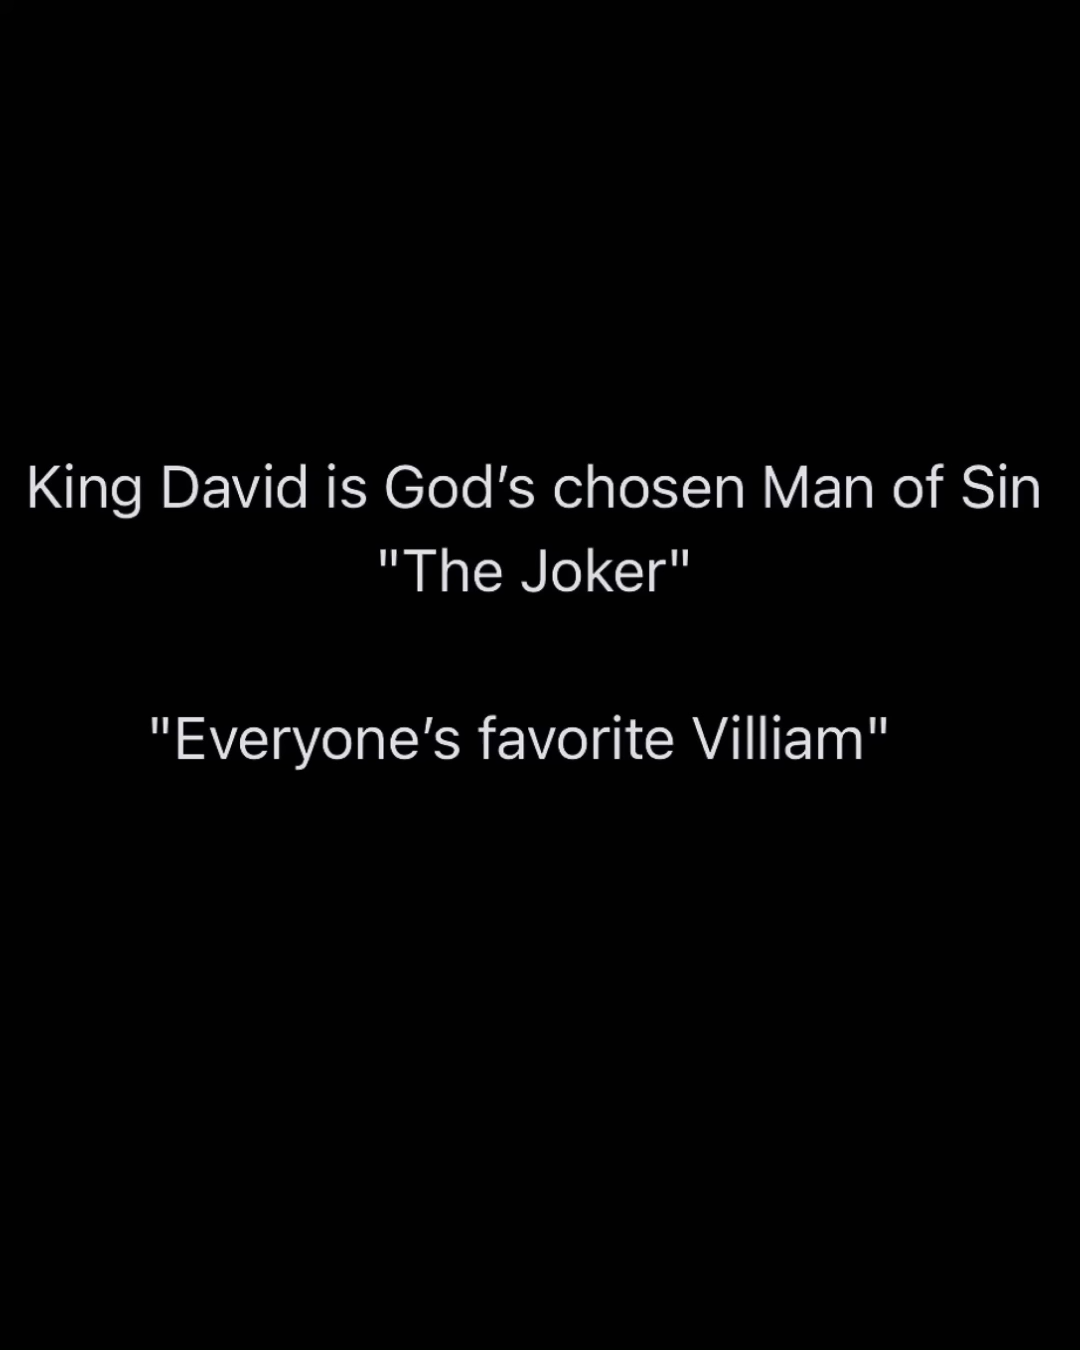 King David is God’s chosen Man of Sin
"The Joker"
"Everyone’s favorite Villiam"